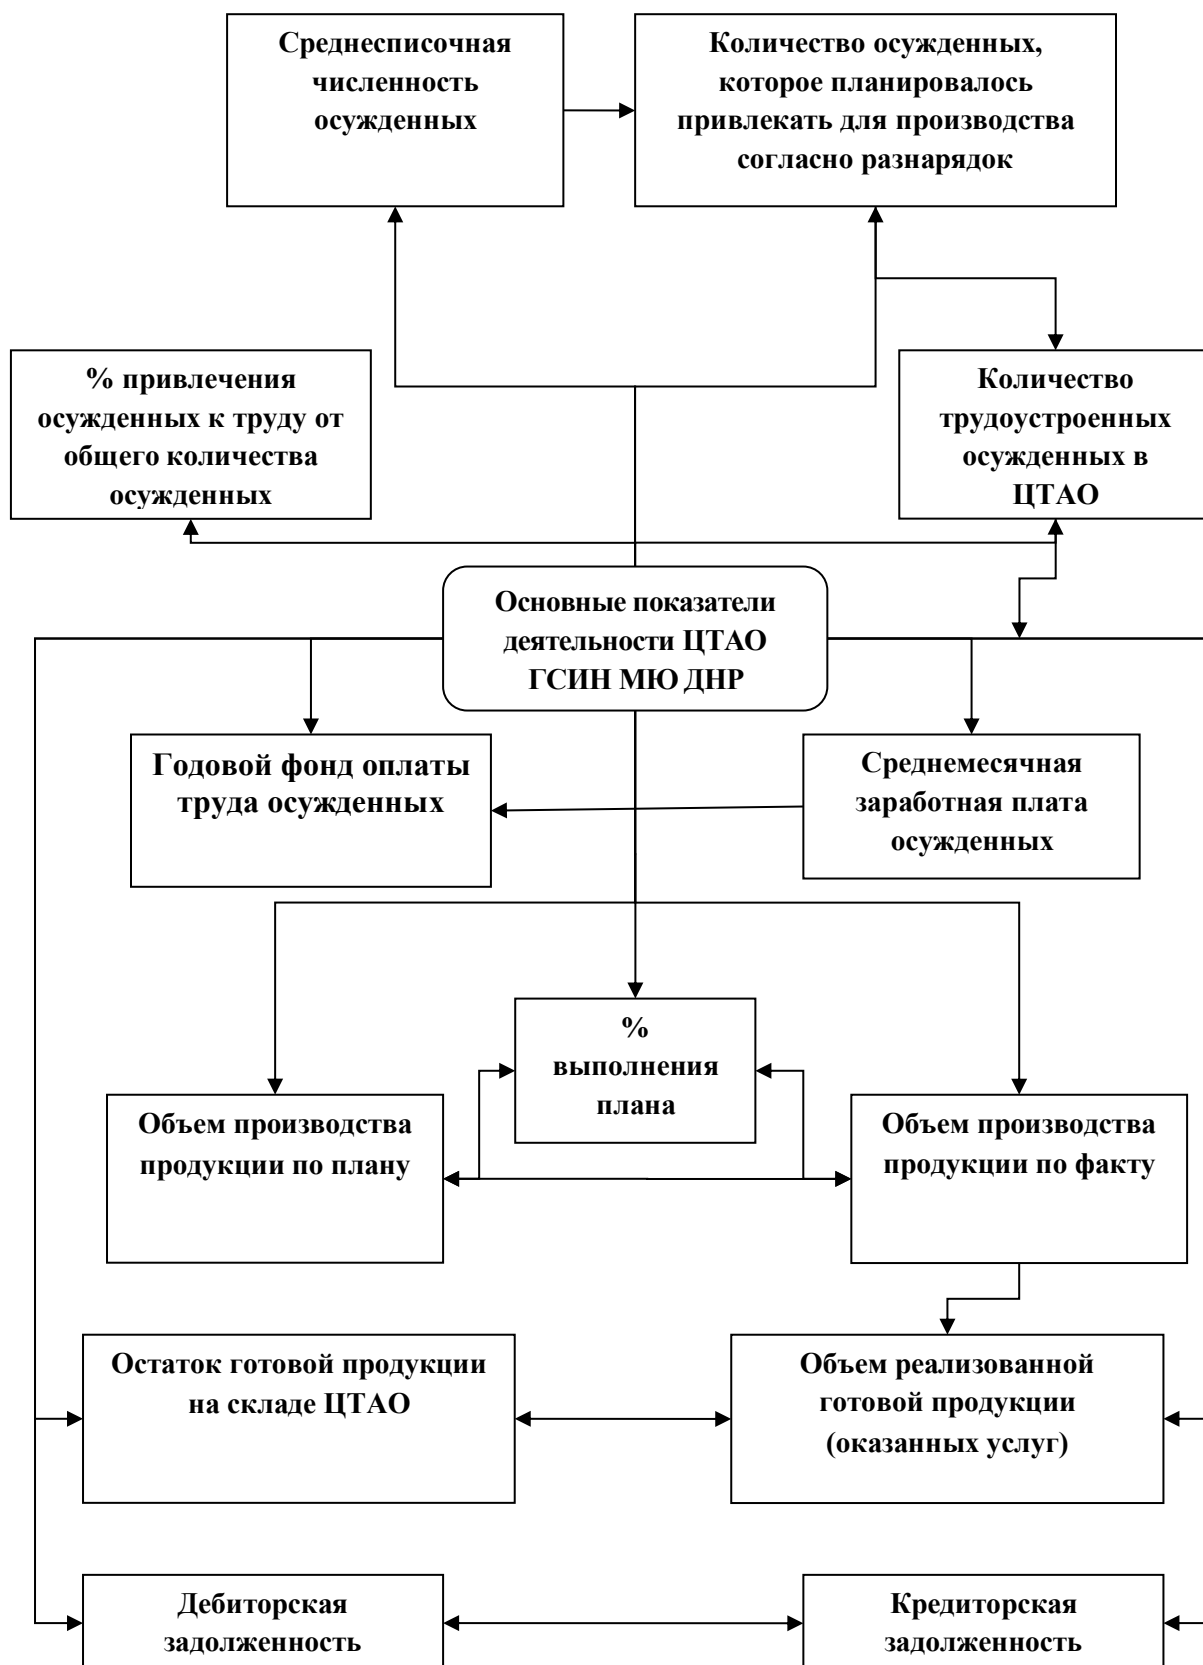 Среднесписочная
численность
осужденных
Количество осужденных,
которое планировалось
привлекать для производства
согласно разнарядок
% привлечения
осужденных к труду от
общего количества
осужденных
Количество
трудоустроенных
осужденных в
ЦТАО
Основные показатели
деятельности ЦТАО
ГСИН МЮ ДНР
Годовой фонд оплаты
труда осужденных
Среднемесячная
заработная плата
осужденных
%
выполнения
плана
Объем производства
продукции по плану
Объем производства
продукции по факту
Остаток готовой продукции
на складе ЦТАО
Объем реализованной
готовой продукции
(оказанных услуг)
Дебиторская
задолженность
Кредиторская
задолженность